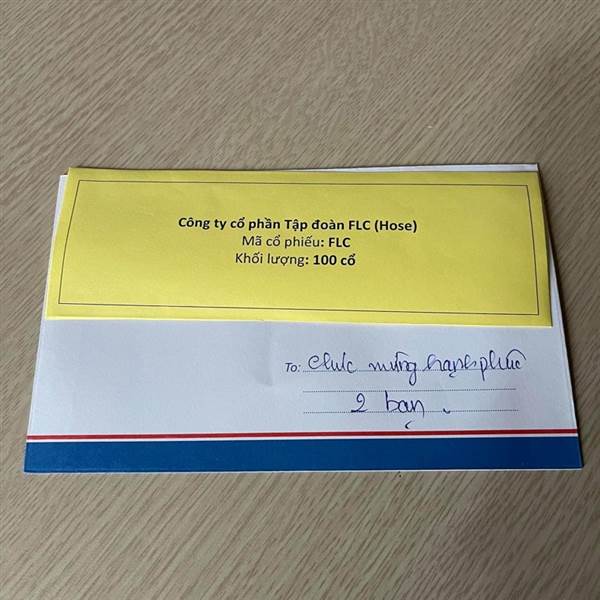 Công ty cổ phần Tập đoàn FLC (Hose)
Mã cổ phiếu: FLC
Khối lượng: 100 cổ
To: Chúc mừng hạnh phúc
2 bạn.